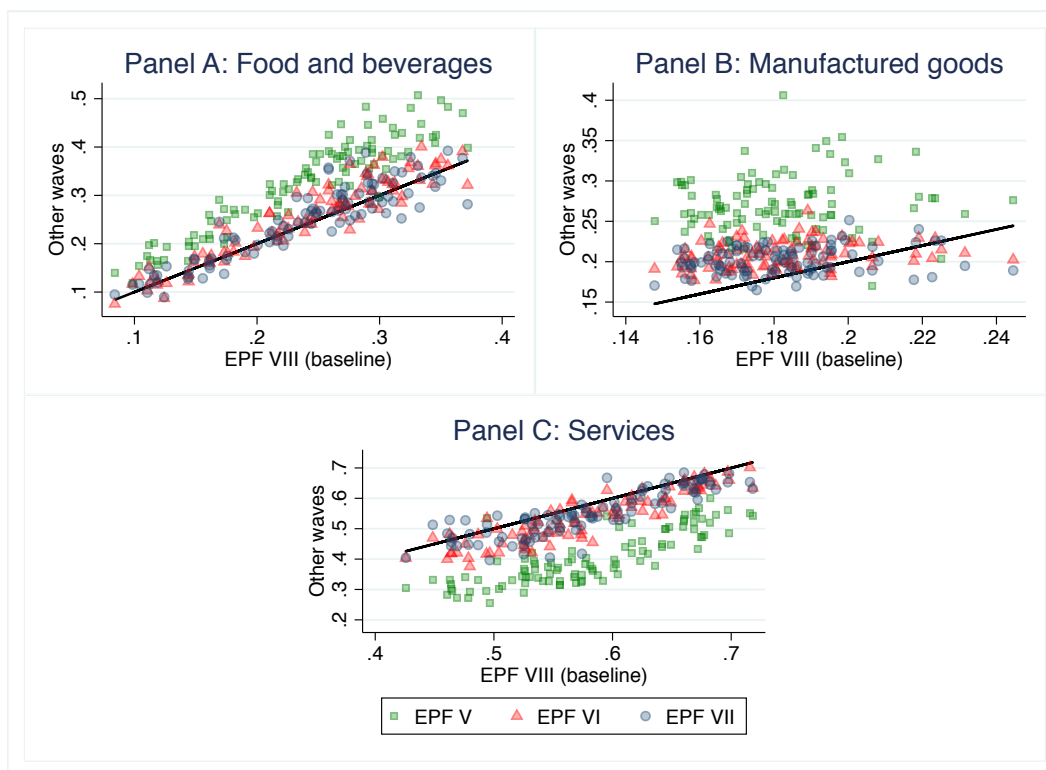 Panel A: Food and beverages
Other waves
.5
.4
.3
.2
.1
.1 .2 .3 .4
EPF VIII (baseline)
Panel B: Manufactured goods
Other waves
.4
.35
.3
.25
.2
.15
.14 .16 .18 .2 .22 .24
EPF VIII (baseline)
Panel C: Services
Other waves
.7
.6
.5
.4
.3
.2
.4 .5 .6 .7
EPF VIII (baseline)
EPF V EPF VI EPF VII